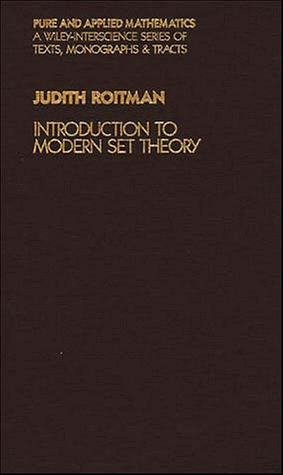 PURE AND APPLIED MATHEMATICS
A WILEY-INTERSCIENCE SERIES OF
TEXTS, MONOGRAPHS & TRACTS
JUDITH ROITMAN
INTRODUCTION TO
MODERN SET THEORY